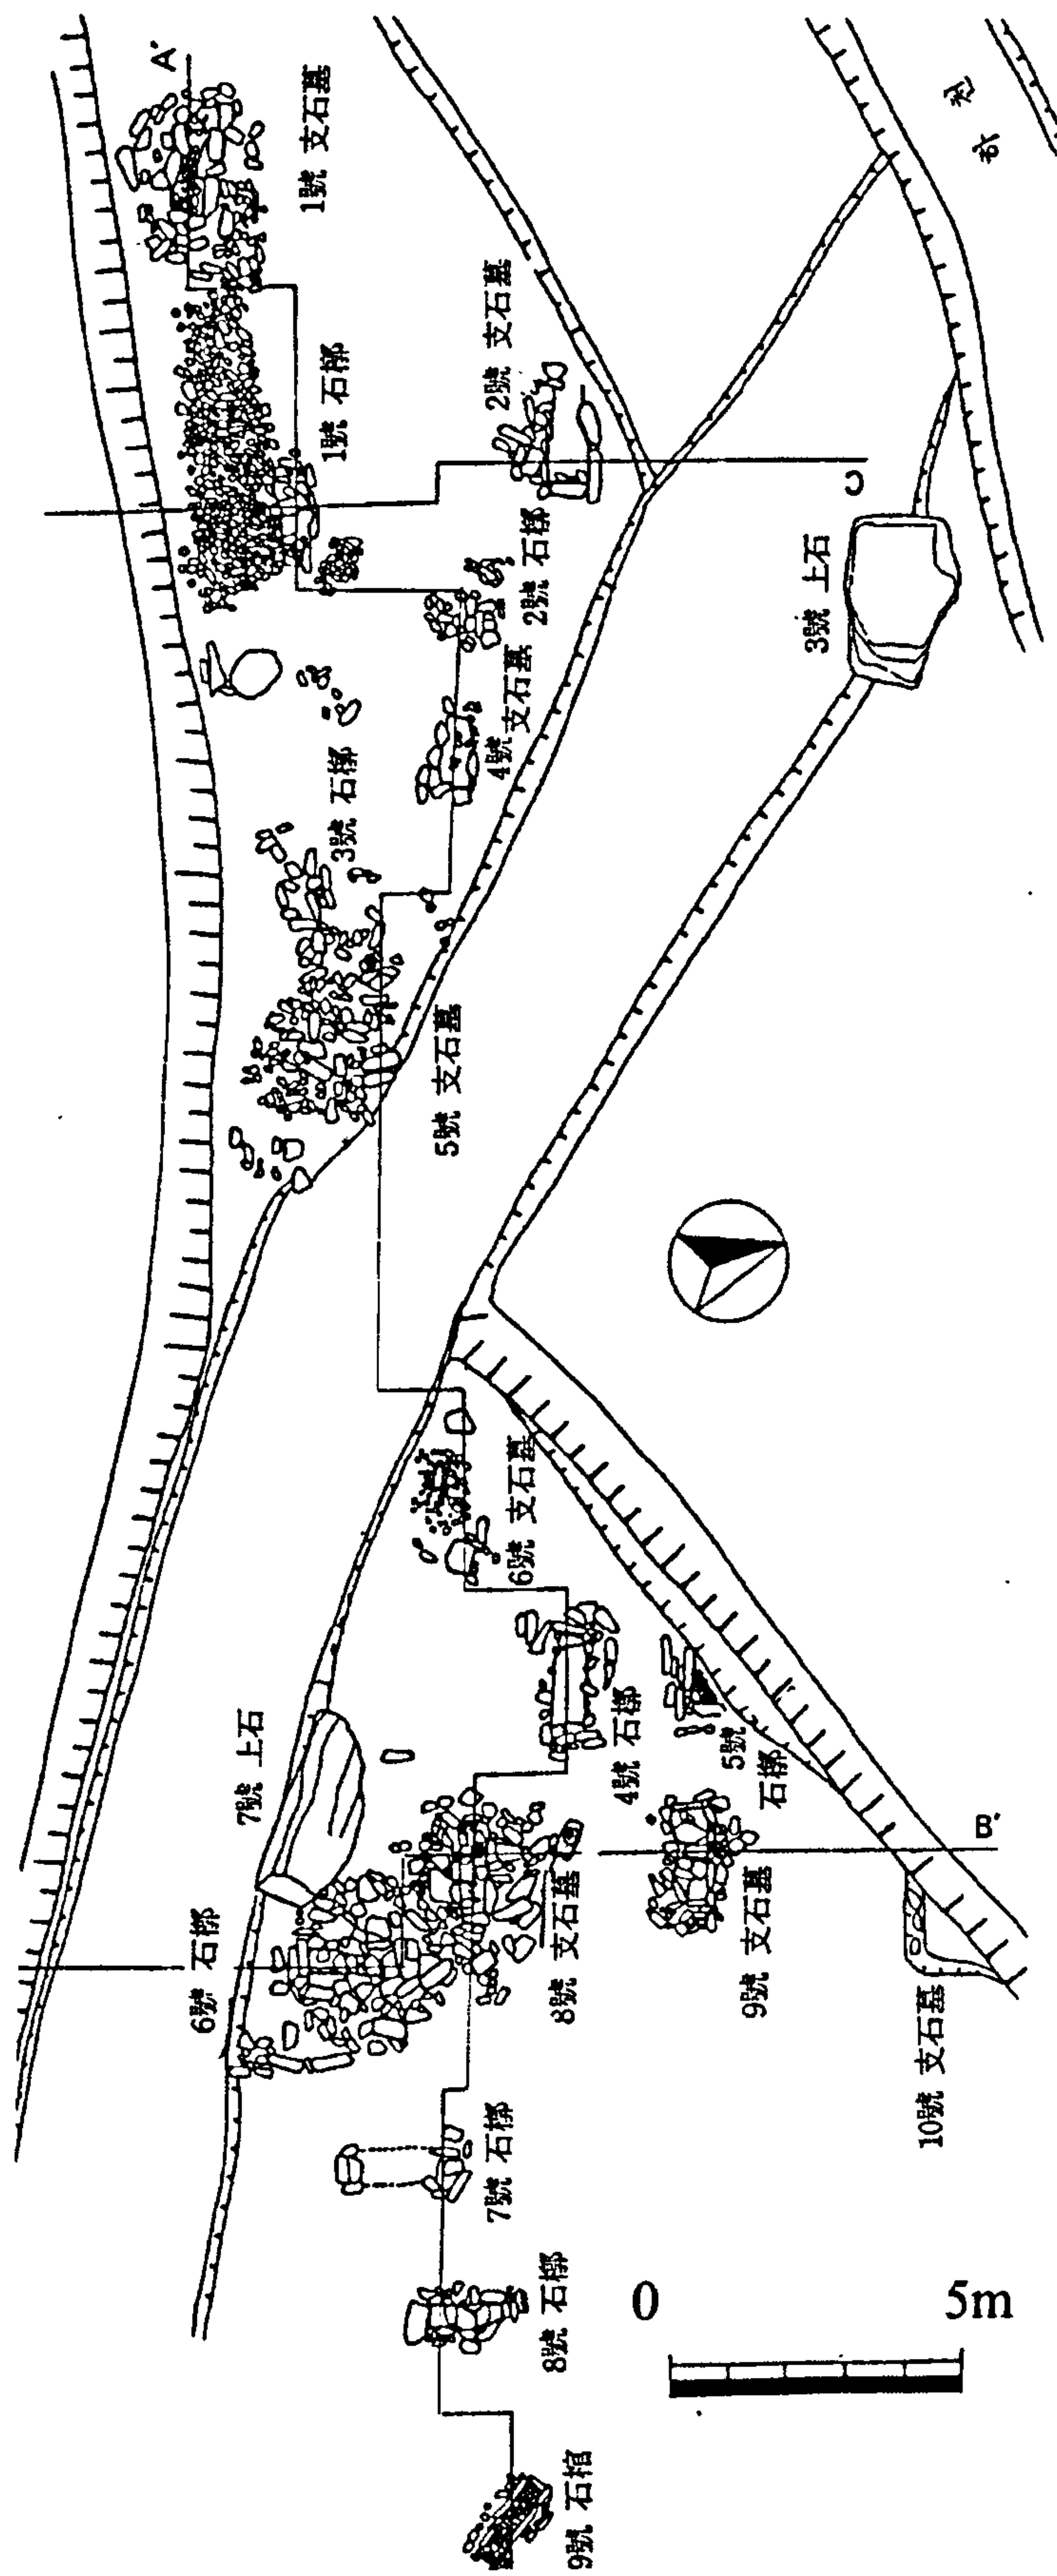 A'
1號 支石墓
1號 石槨
2號 支石墓
2號 石槨
C
3號 上石
4號 支石墓
3號 石槨
5號 支石墓
6號 支石墓
7號 上石
4號 石槨
5號
石槨
B
B'
6號 石槨
8號 支石墓
9號 支石墓
10號 支石墓
7號 石槨
8號 石槨
9號 石棺
0
5m